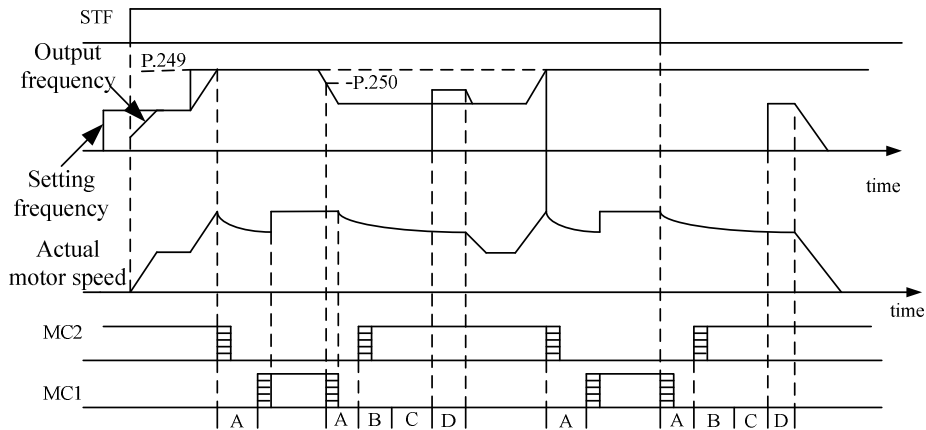 STF
Output
frequency
P.249
-P.250
Setting
frequency
time
Actual
motor speed
time
MC2
MC1
A
A
B
C
D
A
A
B
C
D